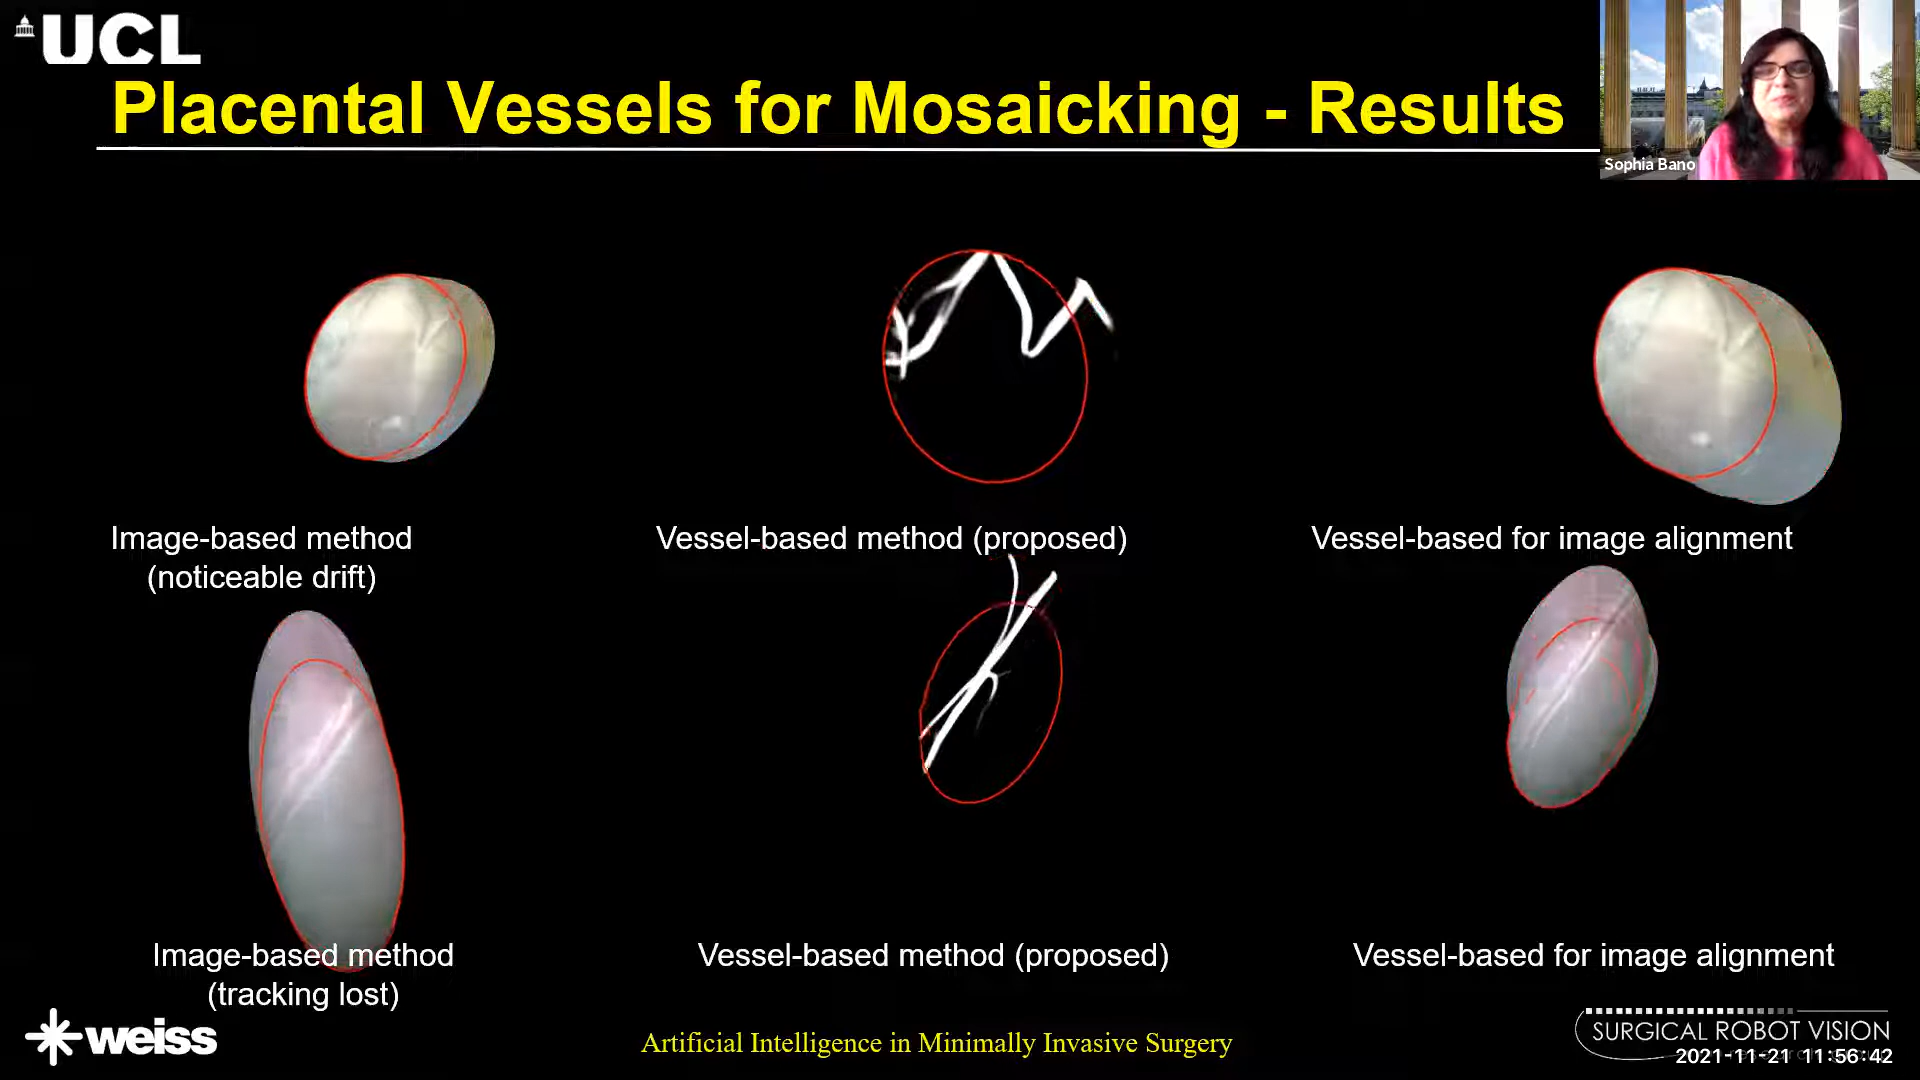 UCL
Placental Vessels for Mosaicking - Results
Sophia Bano
Image-based method
(noticeable drift)
Vessel-based method (proposed)
Vessel-based for image alignment
Image-based method
(tracking lost)
Vessel-based method (proposed)
Vessel-based for image alignment
weiss
Artificial Intelligence in Minimally Invasive Surgery
SURGICAL ROBOT VISION
2021-11-21 11:56:42